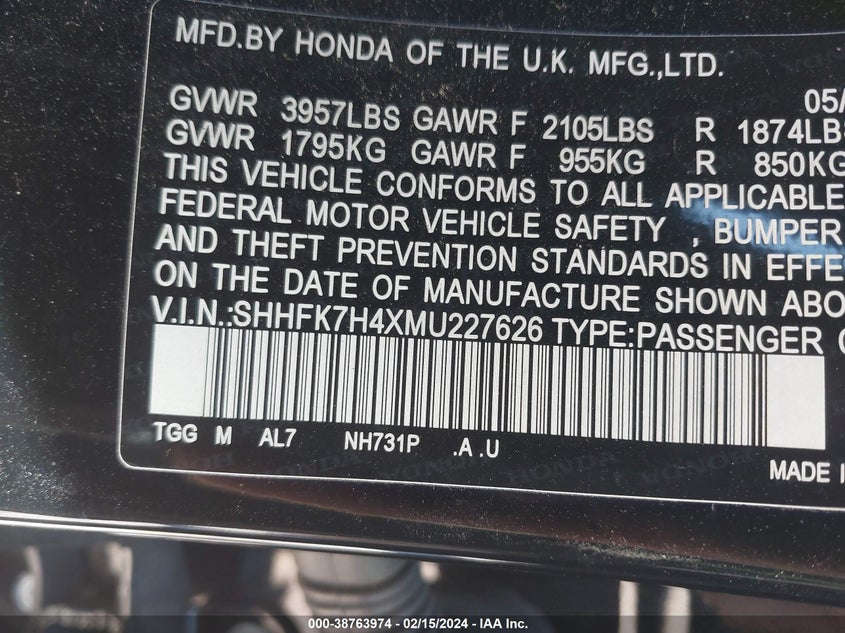 MFD.BY HONDA OF THE U.K. MFG.,LTD.
05/
GVWR 3957LBS GAWR F 2105LBS R 1874LBS
GVWR 1795KG GAWR F 955KG R 850KG
THIS VEHICLE CONFORMS TO ALL APPLICABLE
FEDERAL MOTOR VEHICLE SAFETY , BUMPER
AND THEFT PREVENTION STANDARDS IN EFFE
ON THE DATE OF MANUFACTURE SHOWN ABO
V.I.N.:SHHFK7H4XMU227626 TYPE:PASSENGER C
TGG M AL7 NH731P .A .U
MADE I
000-38763974 - 02/15/2024 - IAA Inc.